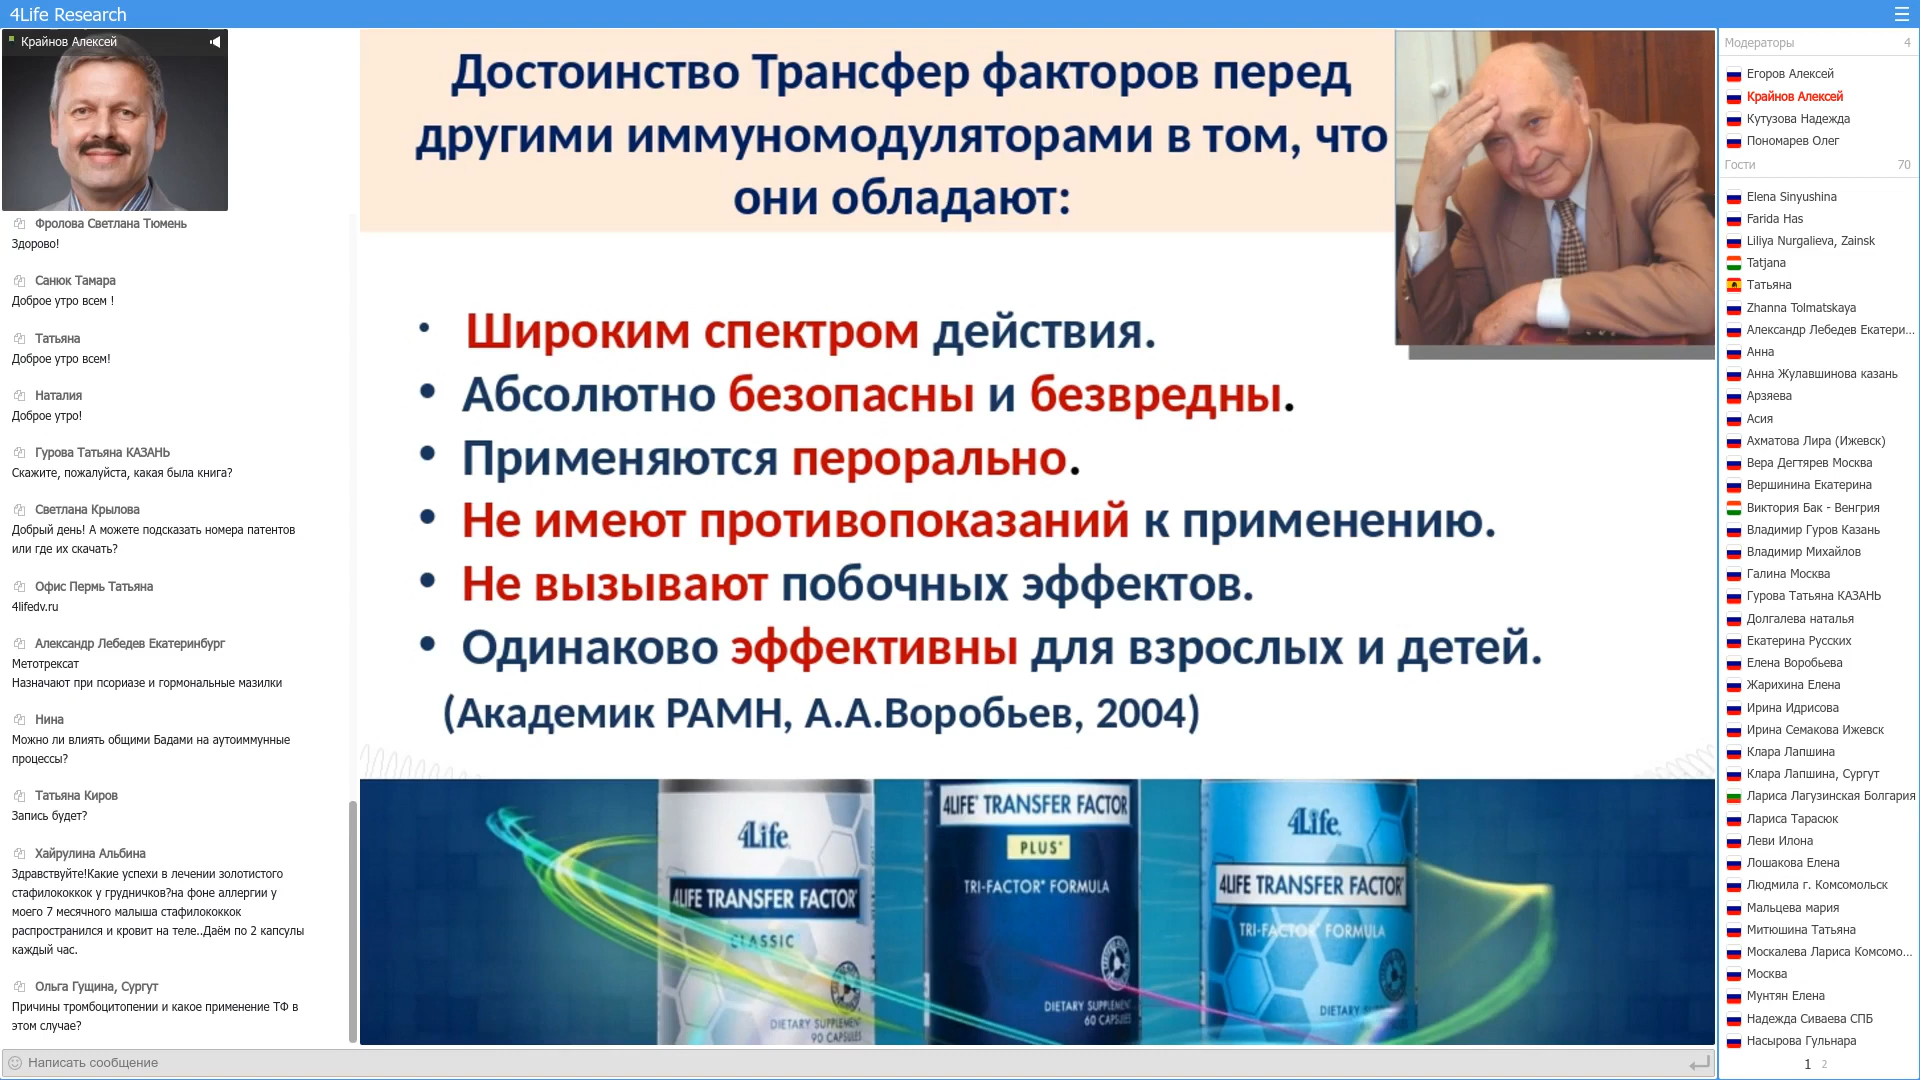 4Life Research
Крайнов Алексей
Фролова Светлана Тюмень
Здорово!
Санюк Тамара
Доброе утро всем !
Татьяна
Доброе утро всем!
Наталия
Доброе утро!
Гурова Татьяна КАЗАНЬ
Скажите, пожалуйста, какая была книга?
Светлана Крылова
Добрый день! А можете подсказать номера патентов
или где их скачать?
Офис Пермь Татьяна
4lifedv.ru
Александр Лебедев Екатеринбург
Метотрексат
Назначают при псориазе и гормональные мазилки
Нина
Можно ли влиять общими Бадами на аутоиммунные
процессы?
Татьяна Киров
Запись будет?
Хайрулина Альбина
Здравствуйте!Какие успехи в лечении золотистого
стафилококкок у грудничков?на фоне аллергии у
моего 7 месячного малыша стафилококкок
распространился и кровит на теле..Даём по 2 капсулы
каждый час.
Ольга Гущина, Сургут
Причины тромбоцитопении и какое применение ТФ в
этом случае?
Написать сообщение
Достоинство Трансфер факторов перед
другими иммуномодуляторами в том, что
они обладают:
• Широким спектром действия.
• Абсолютно безопасны и безвредны.
• Применяются перорально.
• Не имеют противопоказаний к применению.
• Не вызывают побочных эффектов.
• Одинаково эффективны для взрослых и детей.
(Академик РАМН, А.А.Воробьев, 2004)
4Life.
4LIFE TRANSFER FACTOR
CLASSIC
DIETARY SUPPLEMENT
90 CAPSULES
4LIFE® TRANSFER FACTOR
PLUS®
TRI-FACTOR® FORMULA
DIETARY SUPPLEMENT
60 CAPSULES
4Life.
4LIFE TRANSFER FACTOR®
TRI-FACTOR® FORMULA
DIETARY
Модераторы 4
Егоров Алексей
Крайнов Алексей
Кутузова Надежда
Пономарев Олег
Гости 70
Elena Sinyushina
Farida Has
Liliya Nurgalieva, Zainsk
Tatjana
Татьяна
Zhanna Tolmatskaya
Александр Лебедев Екатери...
Анна
Анна Жулавшинова казань
Арзяева
Асия
Ахматова Лира (Ижевск)
Вера Дегтярев Москва
Вершинина Екатерина
Виктория Бак - Венгрия
Владимир Гуров Казань
Владимир Михайлов
Галина Москва
Гурова Татьяна КАЗАНЬ
Долгалева наталья
Екатерина Русских
Елена Воробьева
Жарихина Елена
Ирина Идрисова
Ирина Семакова Ижевск
Клара Лапшина
Клара Лапшина, Сургут
Лариса Лагузинская Болгария
Лариса Тарасюк
Леви Илона
Лошакова Елена
Людмила г. Комсомольск
Мальцева мария
Митюшина Татьяна
Москалева Лариса Комсомо...
Москва
Мунтян Елена
Надежда Сиваева СПБ
Насырова Гульнара
1 2